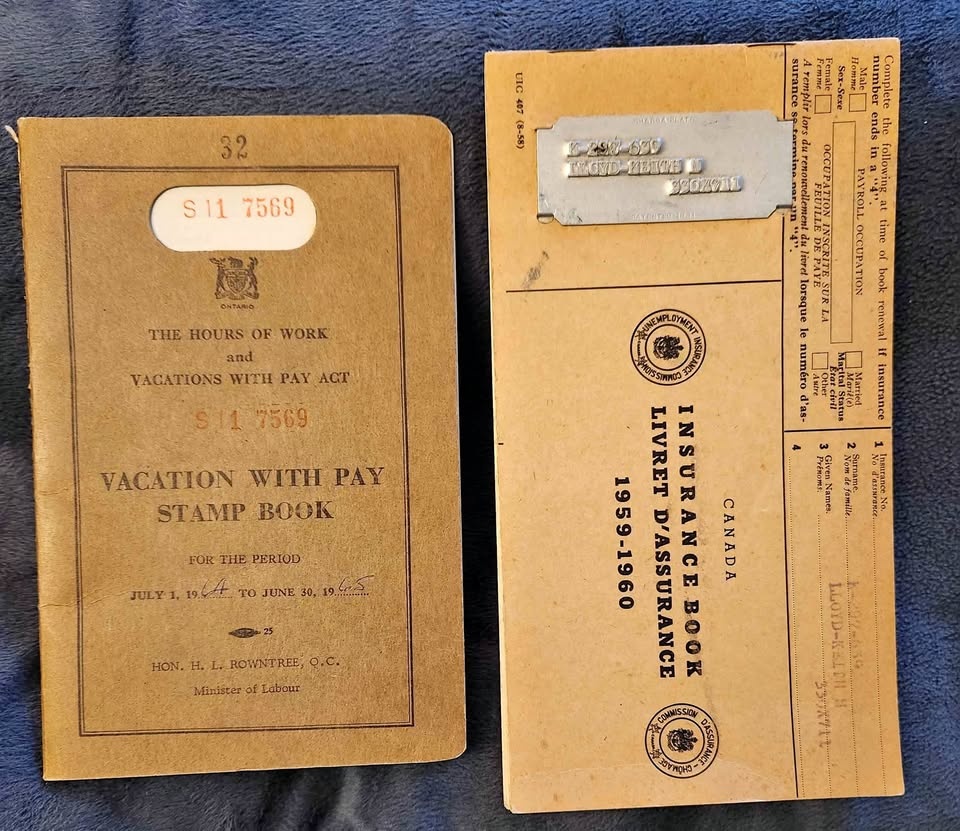 32
S 11 7569
ONTARIO
THE HOURS OF WORK
and
VACATIONS WITH PAY ACT
S 11 7569
VACATION WITH PAY
STAMP BOOK
FOR THE PERIOD
JULY 1, 1964 TO JUNE 30, 1965
25
HON. H. L. ROWNTREE, Q.C.
Minister of Labour
UIC 407 (8-58)
LLOYD-KEITH M
Complete the following at time of book renewal if insurance
number ends in a "4".
Male
Homme
Sex-Sexe
Female
Femme
PAYROLL OCCUPATION
OCCUPATION INSCRITE SUR LA
FEUILLE DE PAYE
Married
Marié(e)
Marital Status
État civil
Other
Autre
A remplir lors du renouvellement du livret lorsque le numéro d'as-
surance se termine par un "4".
1 Insurance No.
No d'assurance
2 Surname
Nom de famille
3 Given Names
Prénoms
4
LLOYD-KEITH M
UNEMPLOYMENT INSURANCE COMMISSION
CANADA
INSURANCE BOOK
LIVRET D'ASSURANCE
1959-1960
COMMISSION D'ASSURANCE-CHÔMAGE